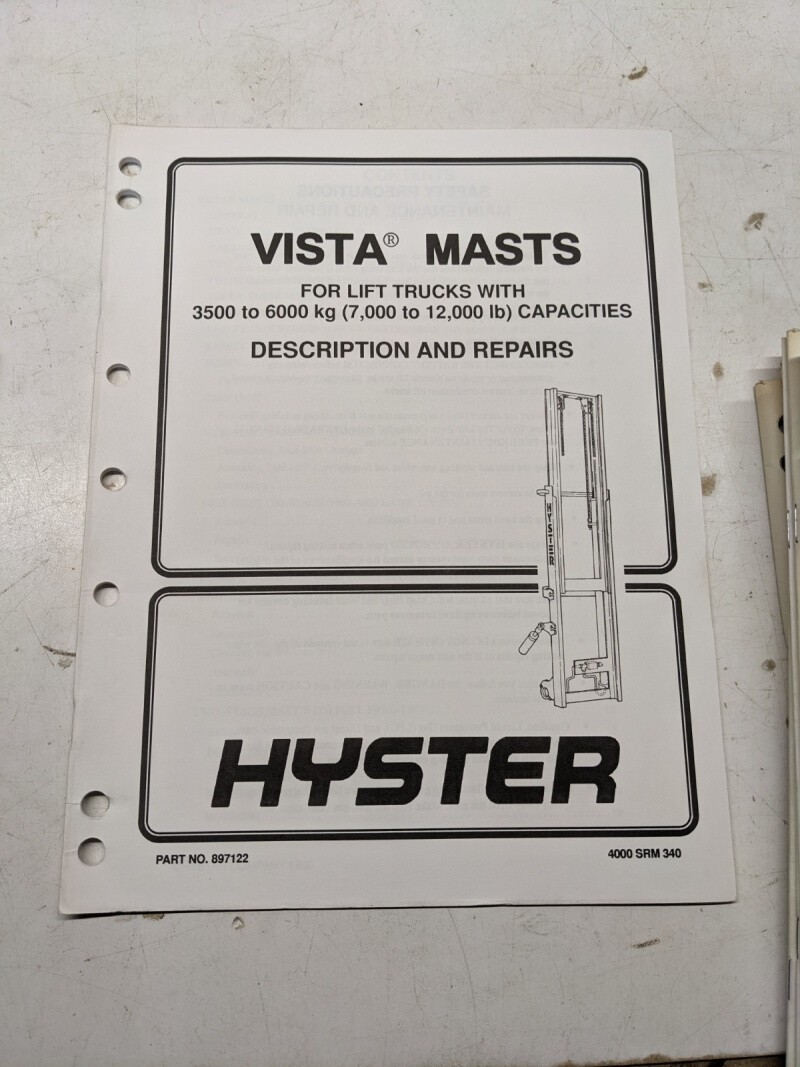 VISTA® MASTS
FOR LIFT TRUCKS WITH
3500 to 6000 kg (7,000 to 12,000 lb) CAPACITIES
DESCRIPTION AND REPAIRS
HYSTER
HYSTER
PART NO. 897122
4000 SRM 340